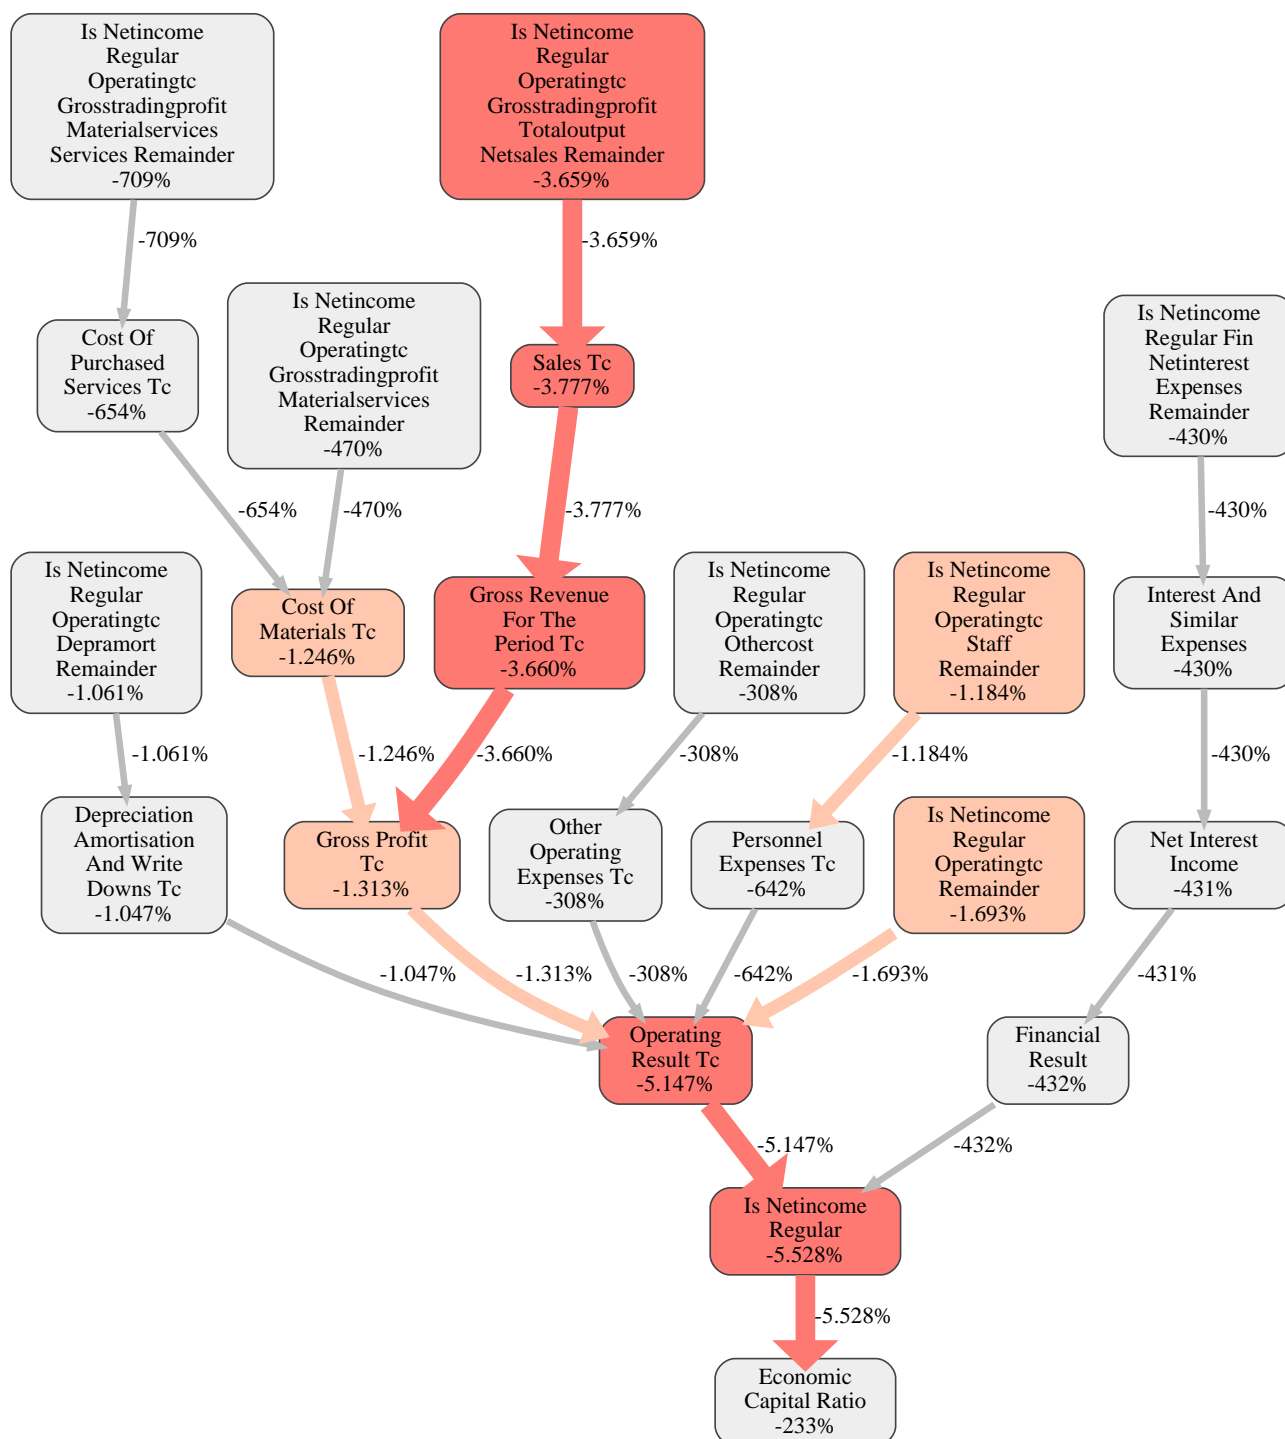 Is Netincome
Regular
Operatingtc
Grosstradingprofit
Materialservices
Services Remainder
-709%
Is Netincome
Regular
Operatingtc
Grosstradingprofit
Totaloutput
Netsales Remainder
-3.659%
-709%
-3.659%
Cost Of
Purchased
Services Tc
-654%
Is Netincome
Regular
Operatingtc
Grosstradingprofit
Materialservices
Remainder
-470%
Sales Tc
-3.777%
Is Netincome
Regular Fin
Netinterest
Expenses
Remainder
-430%
-654%
-470%
-3.777%
-430%
Is Netincome
Regular
Operatingtc
Depramort
Remainder
-1.061%
Cost Of
Materials Tc
-1.246%
Gross Revenue
For The
Period Tc
-3.660%
Is Netincome
Regular
Operatingtc
Othercost
Remainder
-308%
Is Netincome
Regular
Operatingtc
Staff
Remainder
-1.184%
Interest And
Similar
Expenses
-430%
-1.061%
-1.246%
-3.660%
-308%
-1.184%
-430%
Depreciation
Amortisation
And Write
Downs Tc
-1.047%
Gross Profit
Tc
-1.313%
Other
Operating
Expenses Tc
-308%
Personnel
Expenses Tc
-642%
Is Netincome
Regular
Operatingtc
Remainder
-1.693%
Net Interest
Income
-431%
-1.047%
-1.313%
-308%
-642%
-1.693%
-431%
Operating
Result Tc
-5.147%
Financial
Result
-432%
-5.147%
-432%
Is Netincome
Regular
-5.528%
-5.528%
Economic
Capital Ratio
-233%